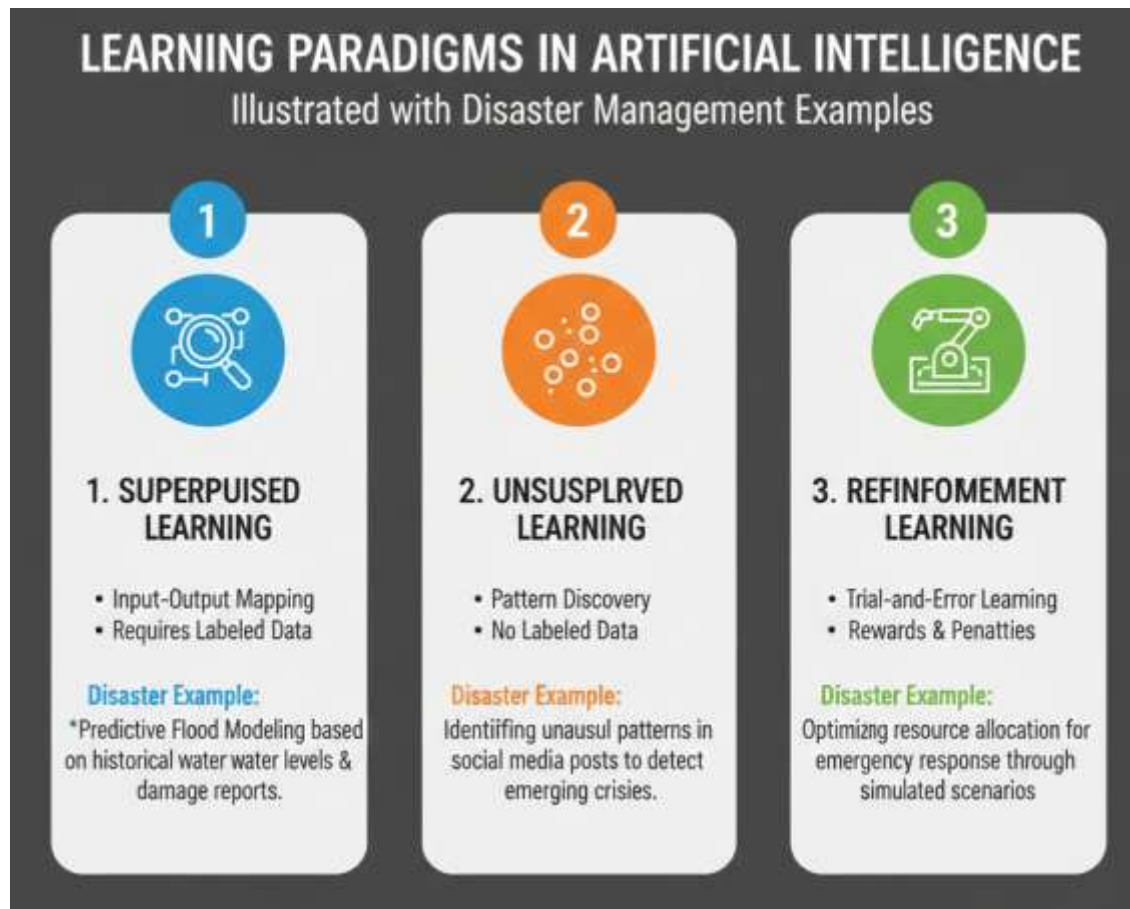 LEARNING PARADIGMS IN ARTIFICIAL INTELLIGENCE
Illustrated with Disaster Management Examples
1
1. SUPERPUISED
LEARNING
• Input-Output Mapping
• Requires Labeled Data
Disaster Example:
*Predictive Flood Modeling based
on historical water water levels &
damage reports.
2
2. UNSUSPLRVED
LEARNING
• Pattern Discovery
• No Labeled Data
Disaster Example:
Identiffing unausul patterns in
social media posts to detect
emerging crisies.
3
3. REFINFOMEMENT
LEARNING
• Trial-and-Error Learning
• Rewards & Penatties
Disaster Example:
Optimizng resource allocation for
emergency response through
simulated scenarios